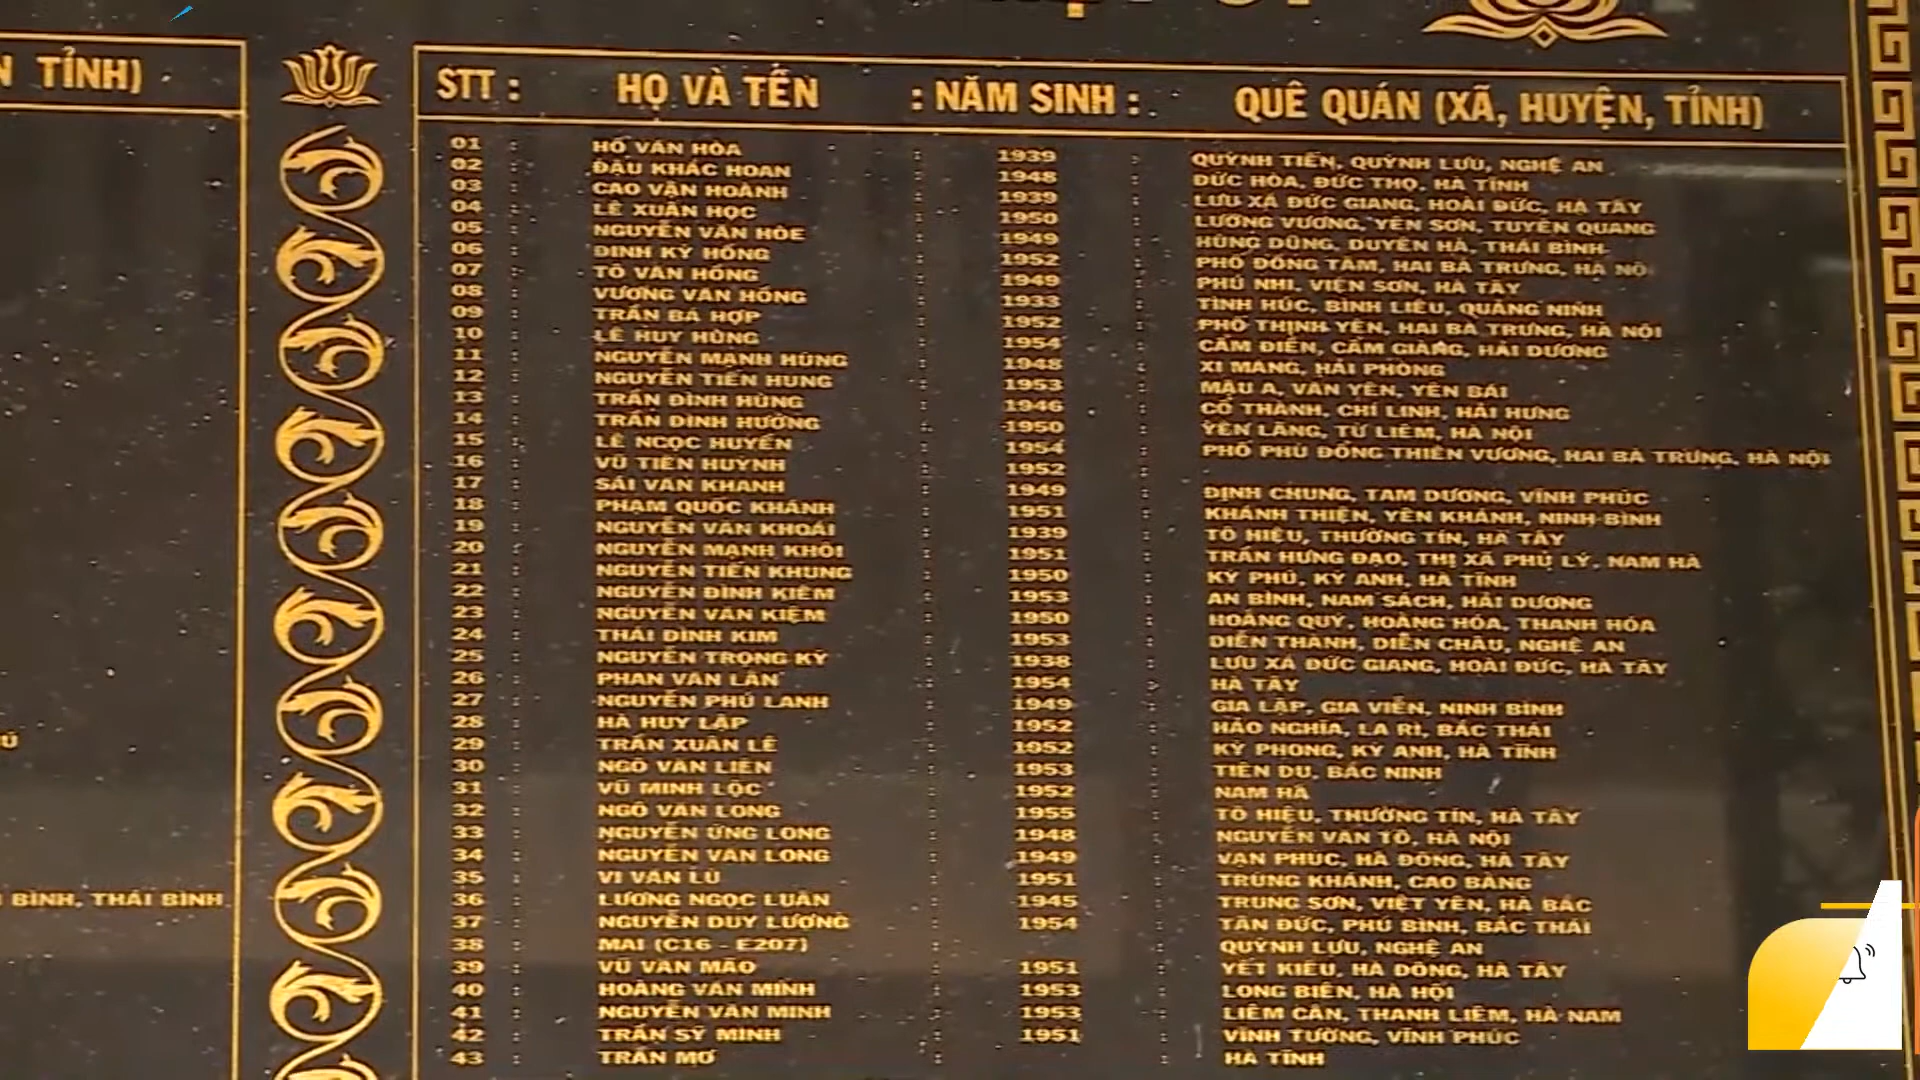 N TỈNH)
Ú
BÌNH, THÁI BÌNH
STT : HỌ VÀ TÊN : NĂM SINH : QUÊ QUÁN (XÃ, HUYỆN, TỈNH)
01 : HỒ VĂN HÒA : 1939 : QUỲNH TIẾN, QUỲNH LƯU, NGHỆ AN
02 : ĐẬU KHẮC HOAN : 1948 : ĐỨC HÒA, ĐỨC THỌ, HÀ TĨNH
03 : CAO VĂN HOÀNH : 1939 : LƯU XÁ ĐỨC GIANG, HOÀI ĐỨC, HÀ TÂY
04 : LÊ XUÂN HỌC : 1950 : LƯỠNG VƯỢNG, YÊN SƠN, TUYÊN QUANG
05 : NGUYỄN VĂN HÒE : 1949 : HÙNG DŨNG, DUYÊN HÀ, THÁI BÌNH
06 : ĐINH KỲ HỒNG : 1952 : PHỐ ĐỒNG TÂM, HAI BÀ TRƯNG, HÀ NỘI
07 : TÔ VĂN HỒNG : 1949 : PHÚ NHI, VIÊN SƠN, HÀ TÂY
08 : VƯƠNG VĂN HỒNG : 1933 : TÌNH HÚC, BÌNH LIÊU, QUẢNG NINH
09 : TRẦN BÁ HỢP : 1952 : PHỐ THỊNH YÊN, HAI BÀ TRƯNG, HÀ NỘI
10 : LÊ HUY HÙNG : 1954 : CẨM ĐIỀN, CẨM GIÀNG, HẢI DƯƠNG
11 : NGUYỄN MẠNH HÙNG : 1948 : XI MĂNG, HẢI PHÒNG
12 : NGUYỄN TIẾN HƯNG : 1953 : MẬU A, VĂN YÊN, YÊN BÁI
13 : TRẦN ĐÌNH HÙNG : 1946 : CỔ THÀNH, CHÍ LINH, HẢI HƯNG
14 : TRẦN ĐÌNH HƯỜNG : 1950 : YÊN LÃNG, TỪ LIÊM, HÀ NỘI
15 : LÊ NGỌC HUYỀN : 1954 : PHỐ PHÙ ĐỔNG THIÊN VƯƠNG, HAI BÀ TRƯNG, HÀ NỘI
16 : VŨ TIẾN HUỲNH : 1952 :
17 : SÁI VĂN KHANH : 1949 : ĐỊNH CHUNG, TAM DƯƠNG, VĨNH PHÚC
18 : PHẠM QUỐC KHÁNH : 1951 : KHÁNH THIỆN, YÊN KHÁNH, NINH BÌNH
19 : NGUYỄN VĂN KHOÁI : 1939 : TÔ HIỆU, THƯỜNG TÍN, HÀ TÂY
20 : NGUYỄN MẠNH KHÔI : 1951 : TRẦN HƯNG ĐẠO, THỊ XÃ PHỦ LÝ, NAM HÀ
21 : NGUYỄN TIẾN KHUNG : 1950 : KỲ PHÚ, KỲ ANH, HÀ TĨNH
22 : NGUYỄN ĐÌNH KIÊM : 1953 : AN BÌNH, NAM SÁCH, HẢI DƯƠNG
23 : NGUYỄN VĂN KIỆM : 1950 : HOẰNG QUÝ, HOẰNG HÓA, THANH HÓA
24 : THÁI ĐÌNH KIM : 1953 : DIỄN THÀNH, DIỄN CHÂU, NGHỆ AN
25 : NGUYỄN TRỌNG KỶ : 1938 : LƯU XÁ ĐỨC GIANG, HOÀI ĐỨC, HÀ TÂY
26 : PHAN VĂN LÂN : 1954 : HÀ TÂY
27 : NGUYỄN PHÚ LANH : 1949 : GIA LẬP, GIA VIỄN, NINH BÌNH
28 : HÀ HUY LẬP : 1952 : HẢO NGHĨA, LA RÌ, BẮC THÁI
29 : TRẦN XUÂN LÊ : 1952 : KỲ PHONG, KỲ ANH, HÀ TĨNH
30 : NGÔ VĂN LIÊN : 1953 : TIÊN DU, BẮC NINH
31 : VŨ MINH LỘC : 1952 : NAM HÀ
32 : NGÔ VĂN LONG : 1955 : TÔ HIỆU, THƯỜNG TÍN, HÀ TÂY
33 : NGUYỄN ỨNG LONG : 1948 : NGUYỄN VĂN TỐ, HÀ NỘI
34 : NGUYỄN VĂN LONG : 1949 : VẠN PHÚC, HÀ ĐÔNG, HÀ TÂY
35 : VI VĂN LÙ : 1951 : TRÙNG KHÁNH, CAO BẰNG
36 : LƯƠNG NGỌC LUÂN : 1945 : TRUNG SƠN, VIỆT YÊN, HÀ BẮC
37 : NGUYỄN DUY LƯỢNG : 1954 : TÂN ĐỨC, PHÚ BÌNH, BẮC THÁI
38 : MAI (C16 - E207) : QUỲNH LƯU, NGHỆ AN
39 : VŨ VĂN MÃO : 1951 : YẾT KIÊU, HÀ ĐÔNG, HÀ TÂY
40 : HOÀNG VĂN MINH : 1953 : LONG BIÊN, HÀ HỘI
41 : NGUYỄN VĂN MINH : 1953 : LIÊM CẦN, THANH LIÊM, HÀ NAM
42 : TRẦN SỸ MINH : 1951 : VĨNH TƯỜNG, VĨNH PHÚC
43 : TRẦN MƠ : : HÀ TĨNH